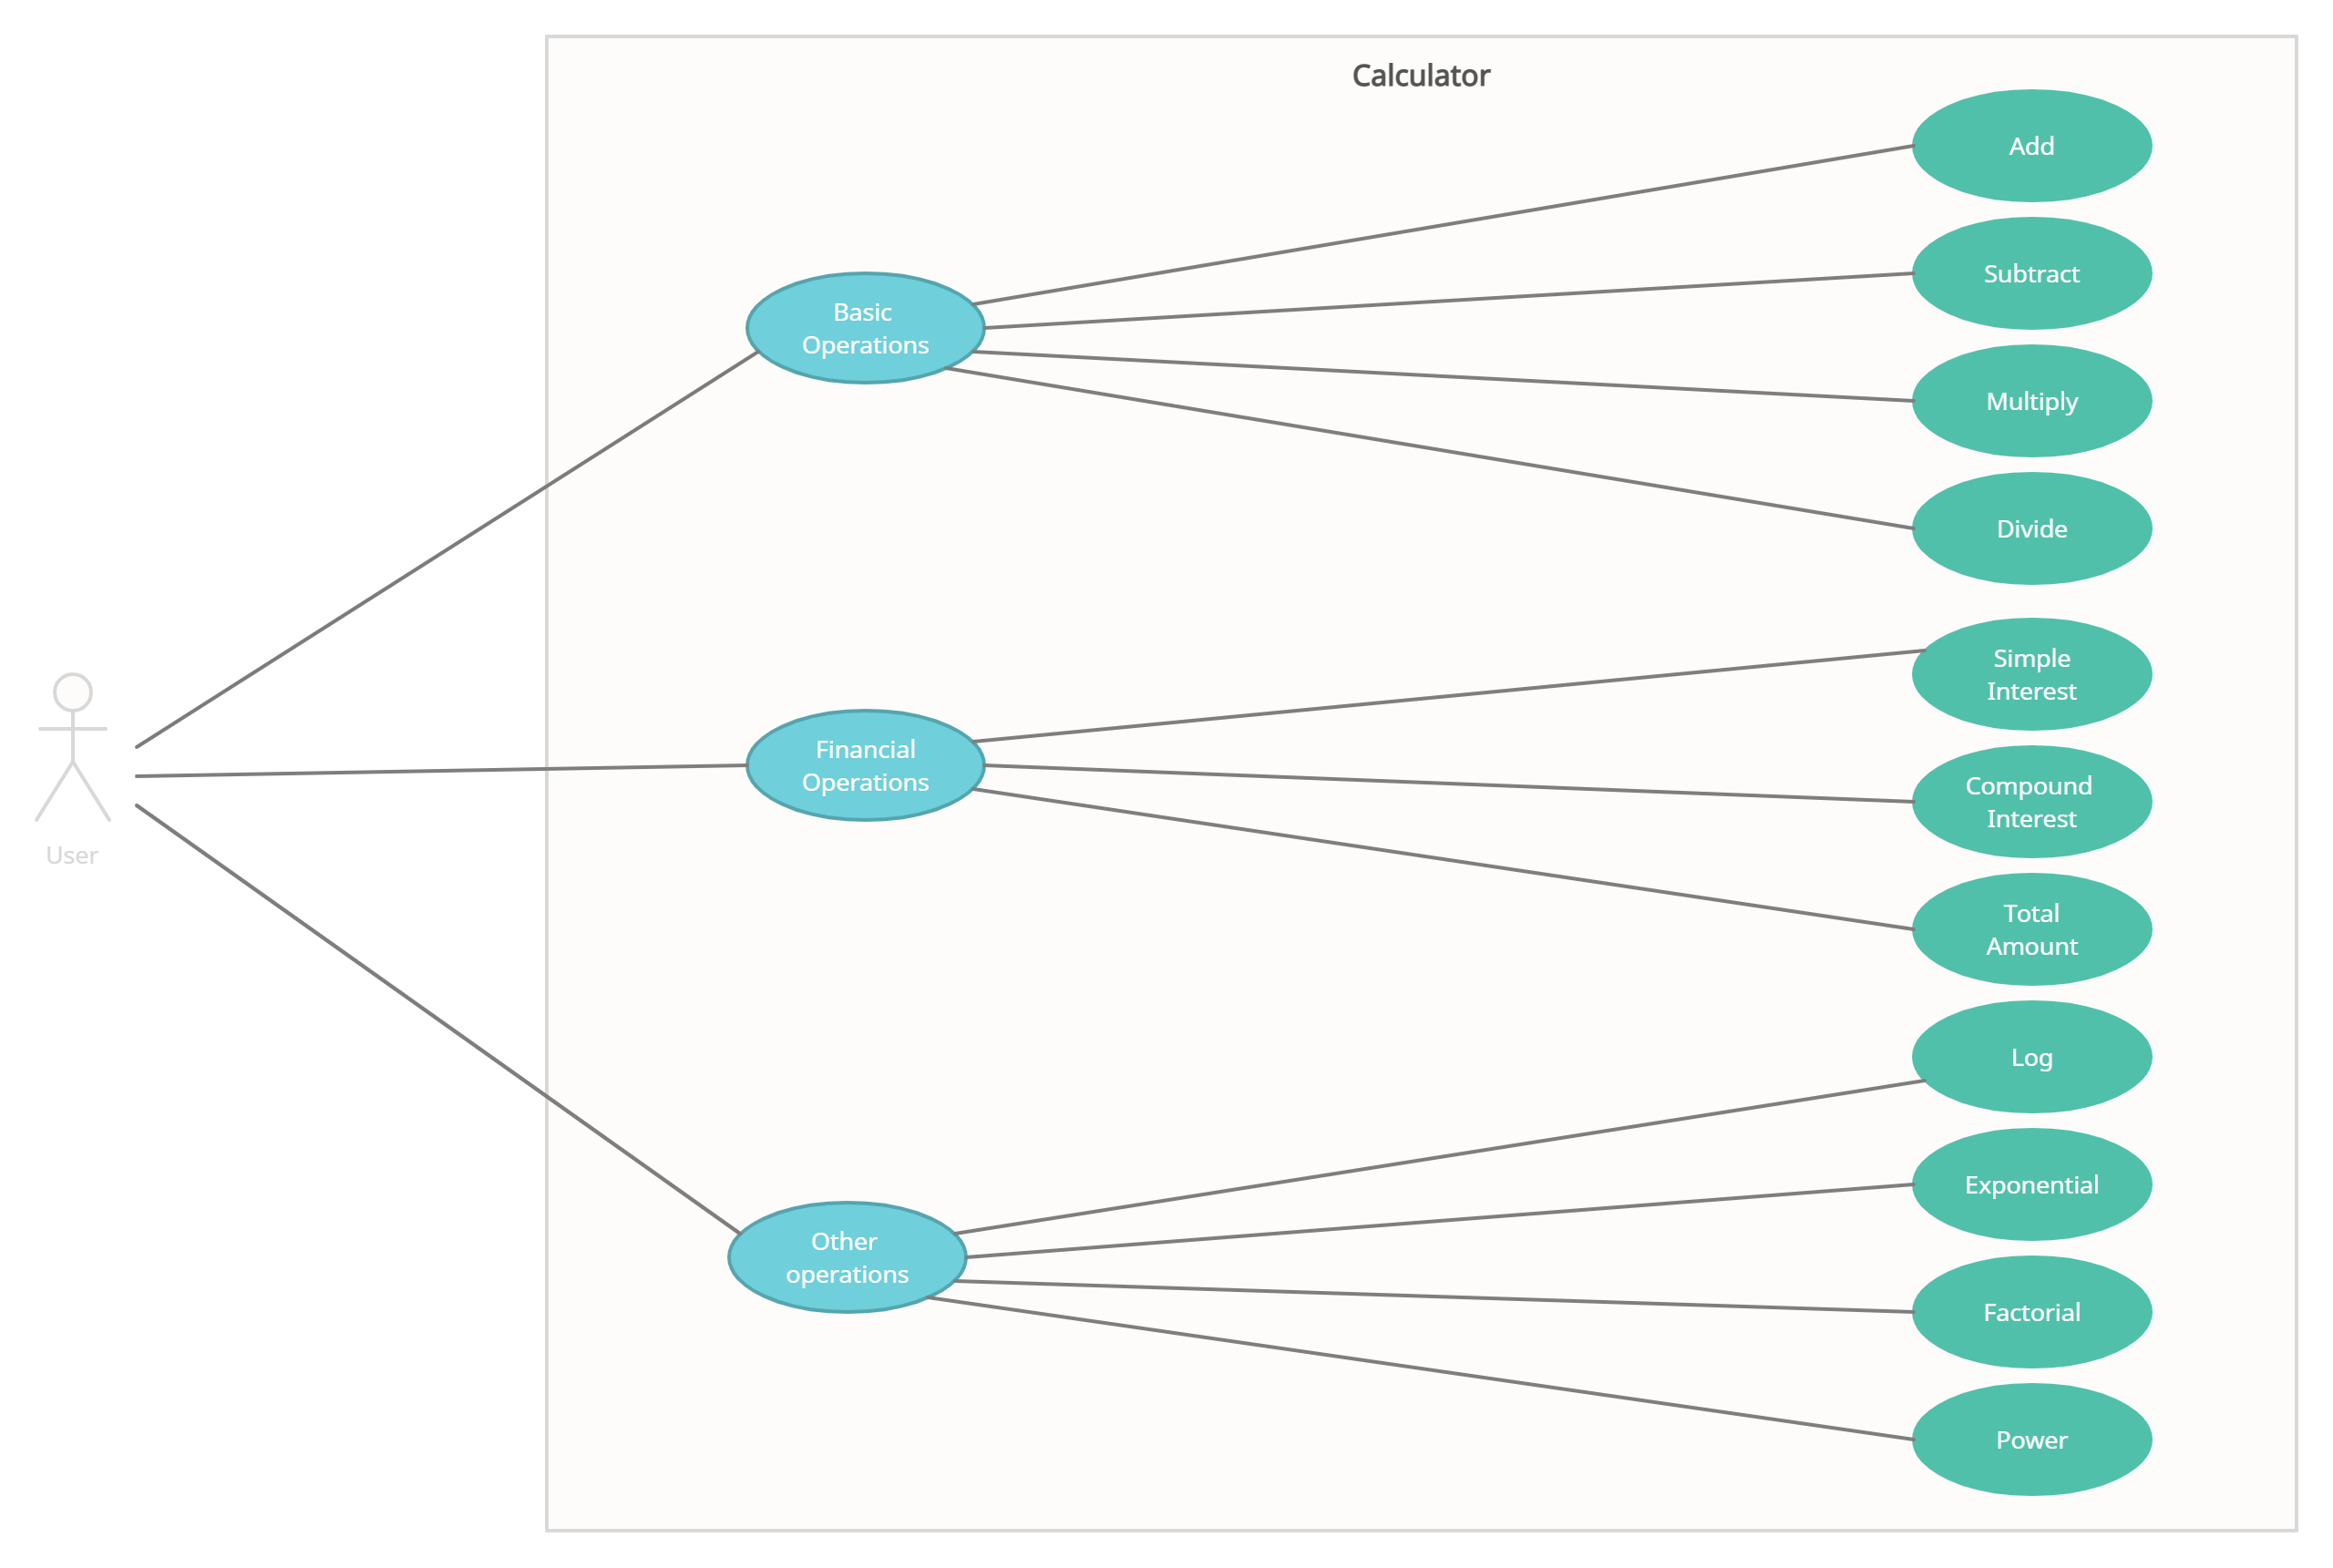 Calculator
Add
Subtract
Basic
Operations
Multiply
Divide
Simple
Interest
Financial
Operations
Compound
Interest
User
Total
Amount
Log
Exponential
Other
operations
Factorial
Power